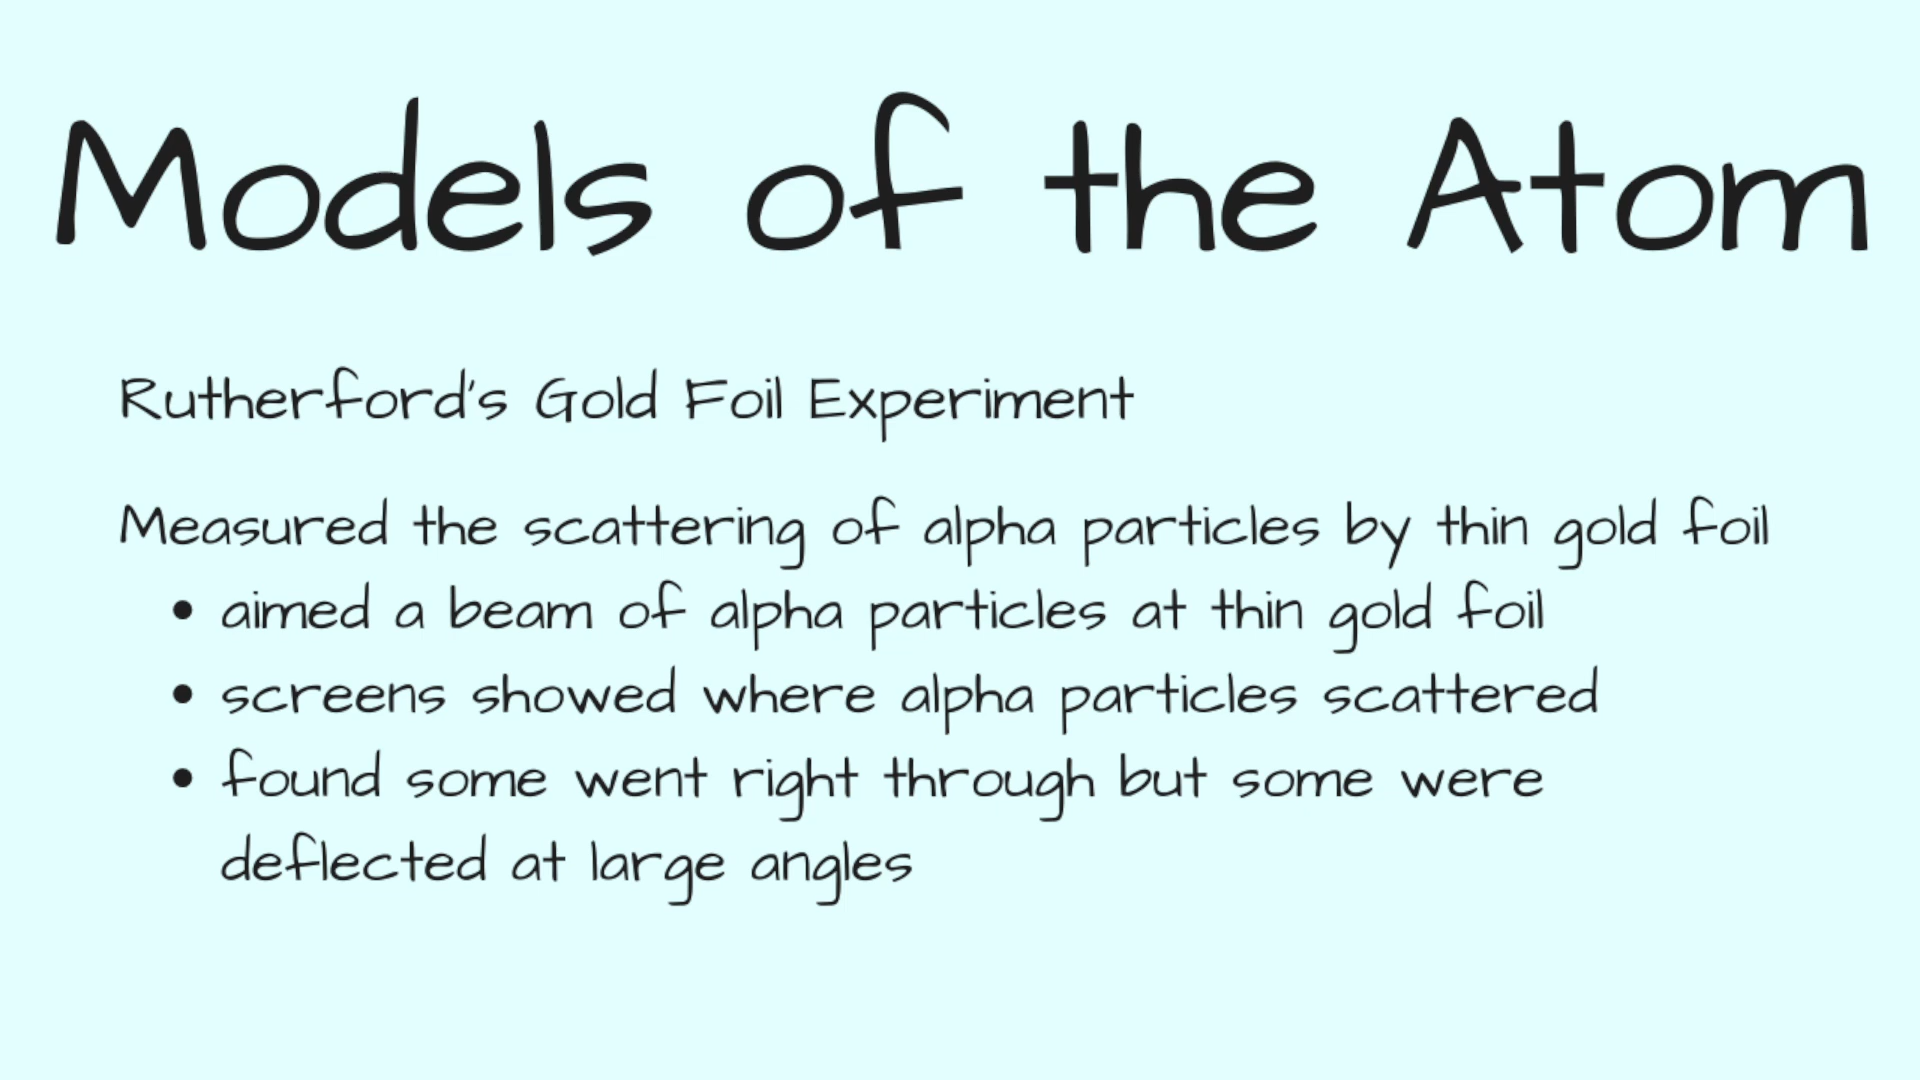 Models of the Atom
Rutherford's Gold Foil Experiment
Measured the scattering of alpha particles by thin gold foil
• aimed a beam of alpha particles at thin gold foil
• screens showed where alpha particles scattered
• found some went right through but some were
deflected at large angles